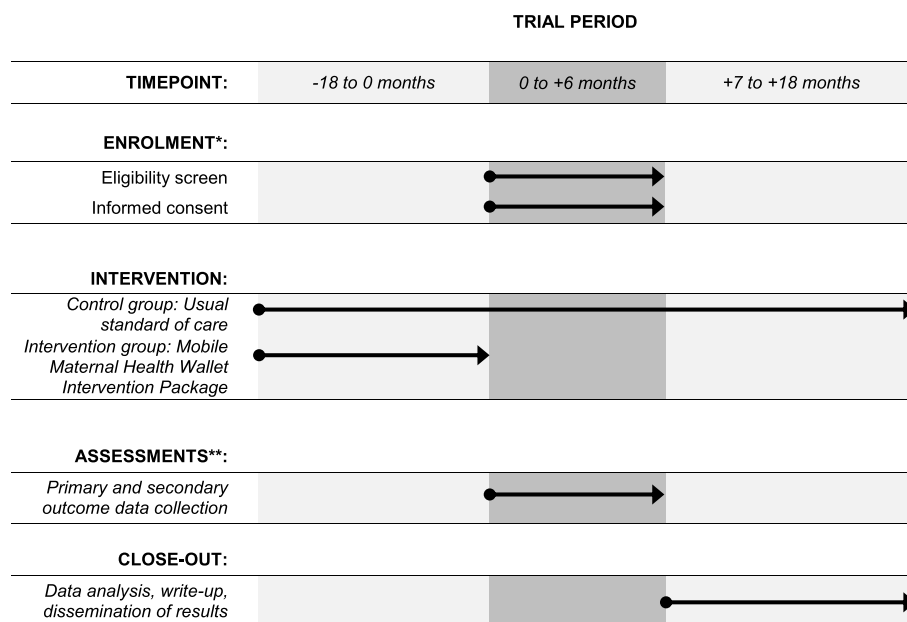 TRIAL PERIOD
TIMEPOINT: -18 to 0 months 0 to +6 months +7 to +18 months
ENROLMENT*:
Eligibility screen
Informed consent
INTERVENTION:
Control group: Usual
standard of care
Intervention group: Mobile
Maternal Health Wallet
Intervention Package
ASSESSMENTS**:
Primary and secondary
outcome data collection
CLOSE-OUT:
Data analysis, write-up,
dissemination of results